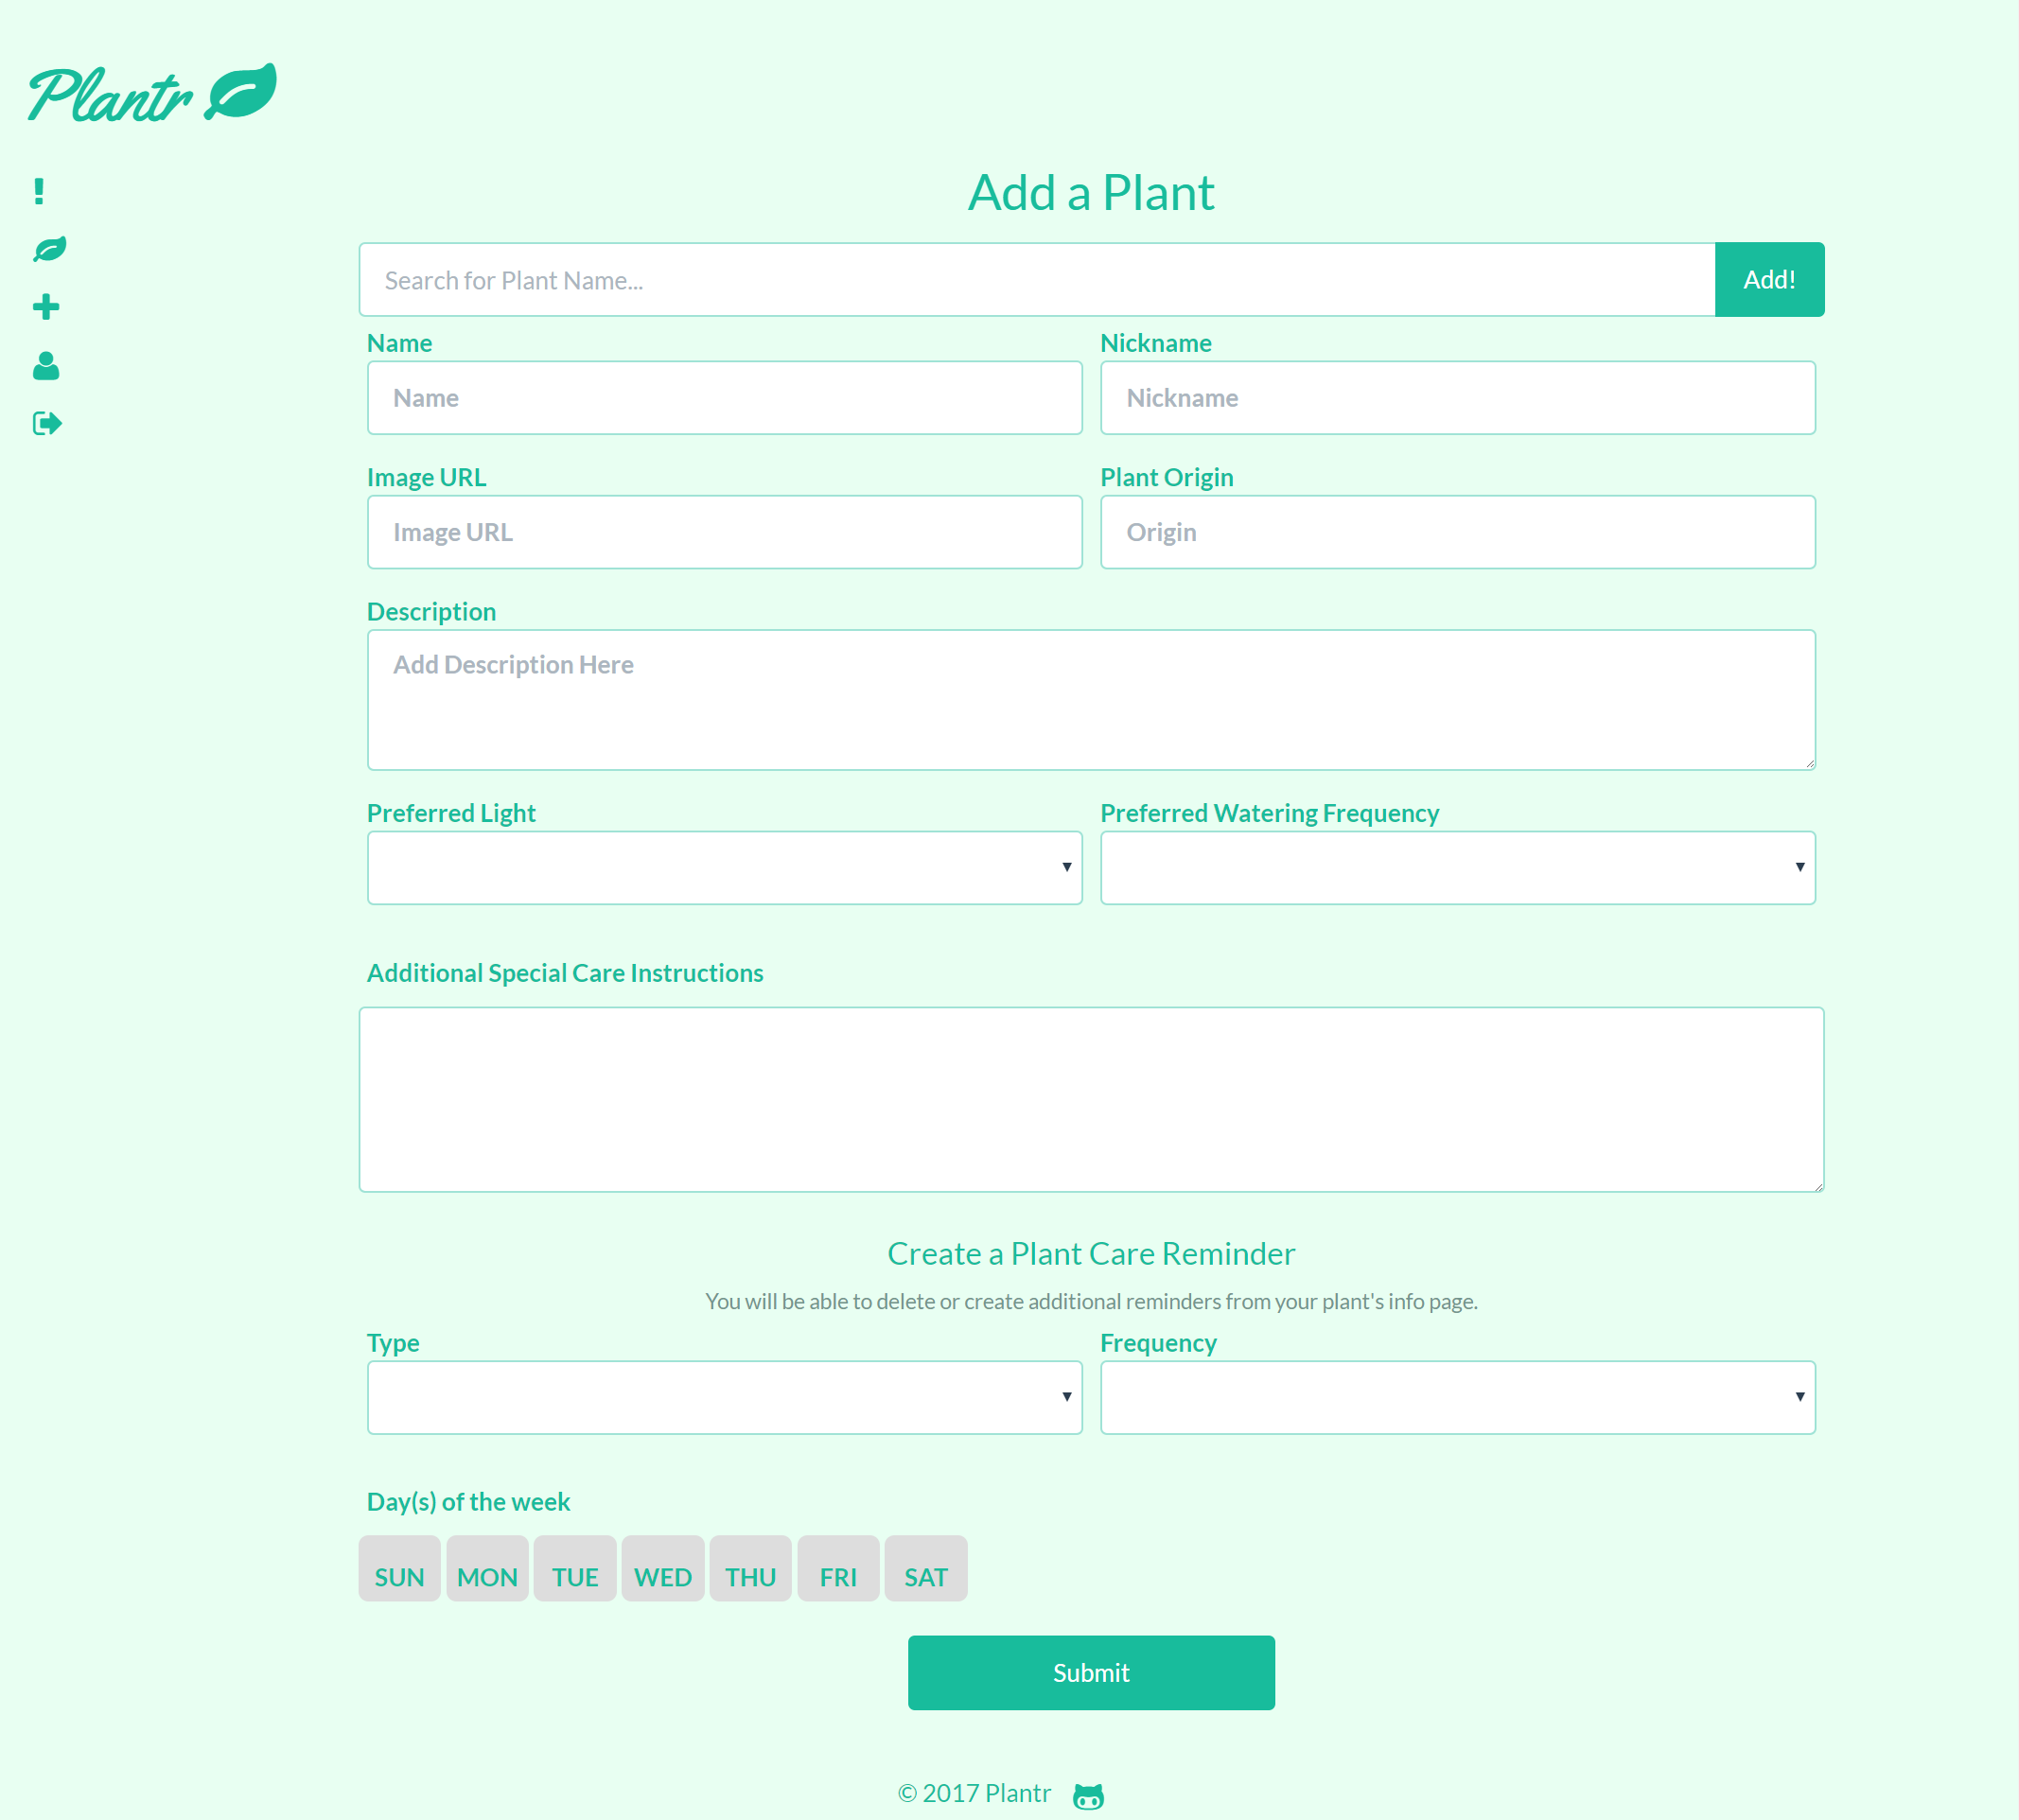 Plantr
Add a Plant
Search for Plant Name...
Add!
Name
Nickname
Name
Nickname
Image URL
Plant Origin
Image URL
Origin
Description
Add Description Here
Preferred Light
Preferred Watering Frequency
Additional Special Care Instructions
Create a Plant Care Reminder
You will be able to delete or create additional reminders from your plant's info page.
Type
Frequency
Day(s) of the week
SUN MON TUE WED THU FRI SAT
Submit
© 2017 Plantr